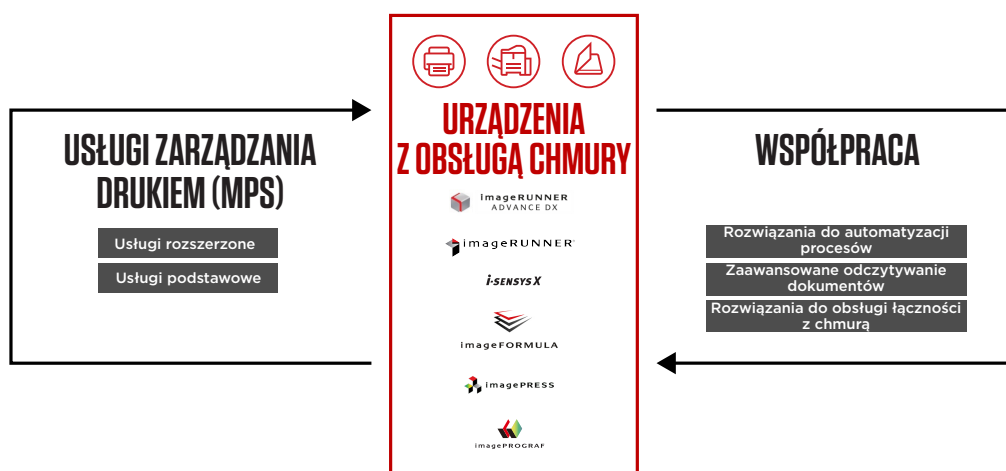 USŁUGI ZARZĄDZANIA
DRUKIEM (MPS)
Usługi rozszerzone
Usługi podstawowe
URZĄDZENIA
Z OBSŁUGĄ CHMURY
imageRUNNER
ADVANCE DX
imageRUNNER
i-SENSYS X
imageFORMULA
imagePRESS
imagePROGRAF
WSPÓŁPRACA
Rozwiązania do automatyzacji
procesów
Zaawansowane odczytywanie
dokumentów
Rozwiązania do obsługi łączności
z chmurą